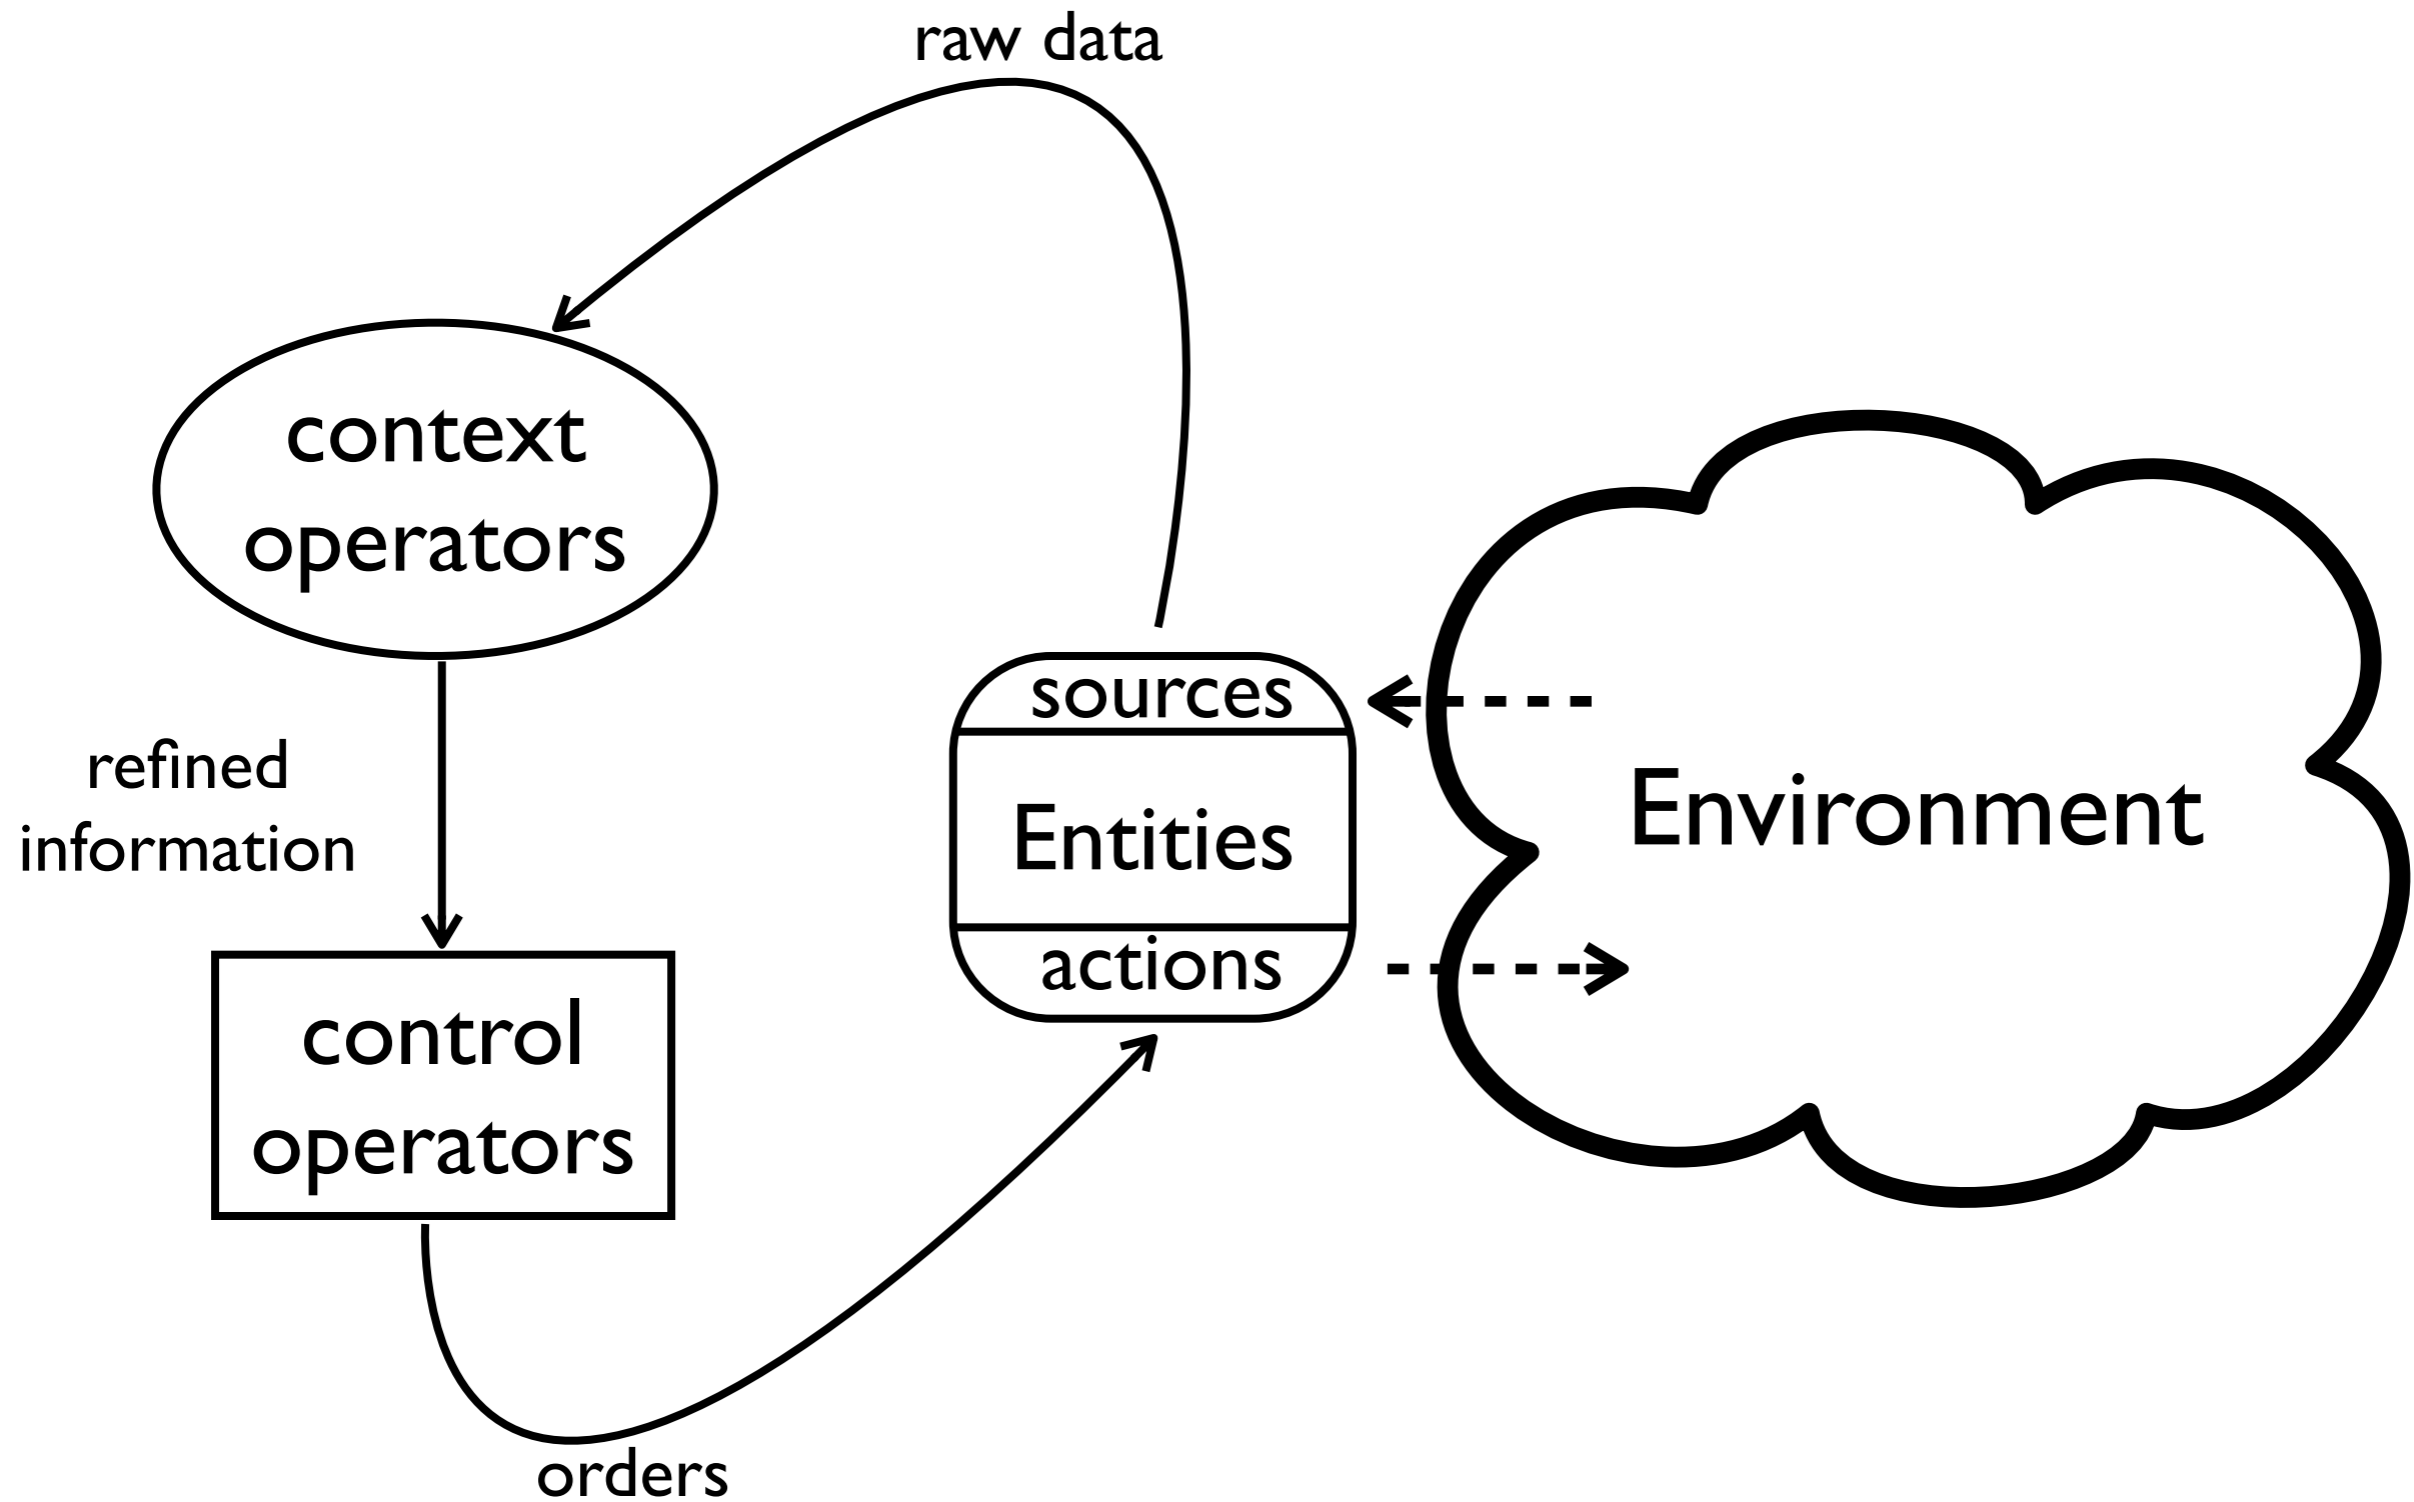 raw data
context
operators
refined
information
control
operators
orders
sources
Entities
actions
Environment